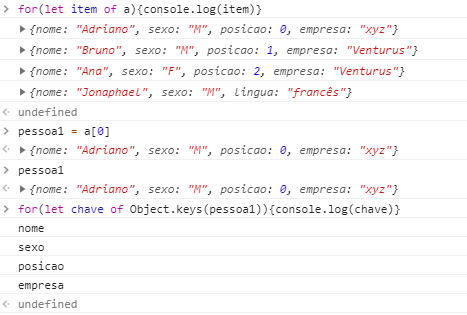 > for(let item of a){console.log(item)}
▶ {nome: "Adriano", sexo: "M", posicao: 0, empresa: "xyz"}
▶ {nome: "Bruno", sexo: "M", posicao: 1, empresa: "Venturus"}
▶ {nome: "Ana", sexo: "F", posicao: 2, empresa: "Venturus"}
▶ {nome: "Jonaphael", sexo: "M", lingua: "francês"}
<· undefined
> pessoa1 = a[0]
<· ▶ {nome: "Adriano", sexo: "M", posicao: 0, empresa: "xyz"}
> pessoa1
<· ▶ {nome: "Adriano", sexo: "M", posicao: 0, empresa: "xyz"}
> for(let chave of Object.keys(pessoa1)){console.log(chave)}
nome
sexo
posicao
empresa
<· undefined